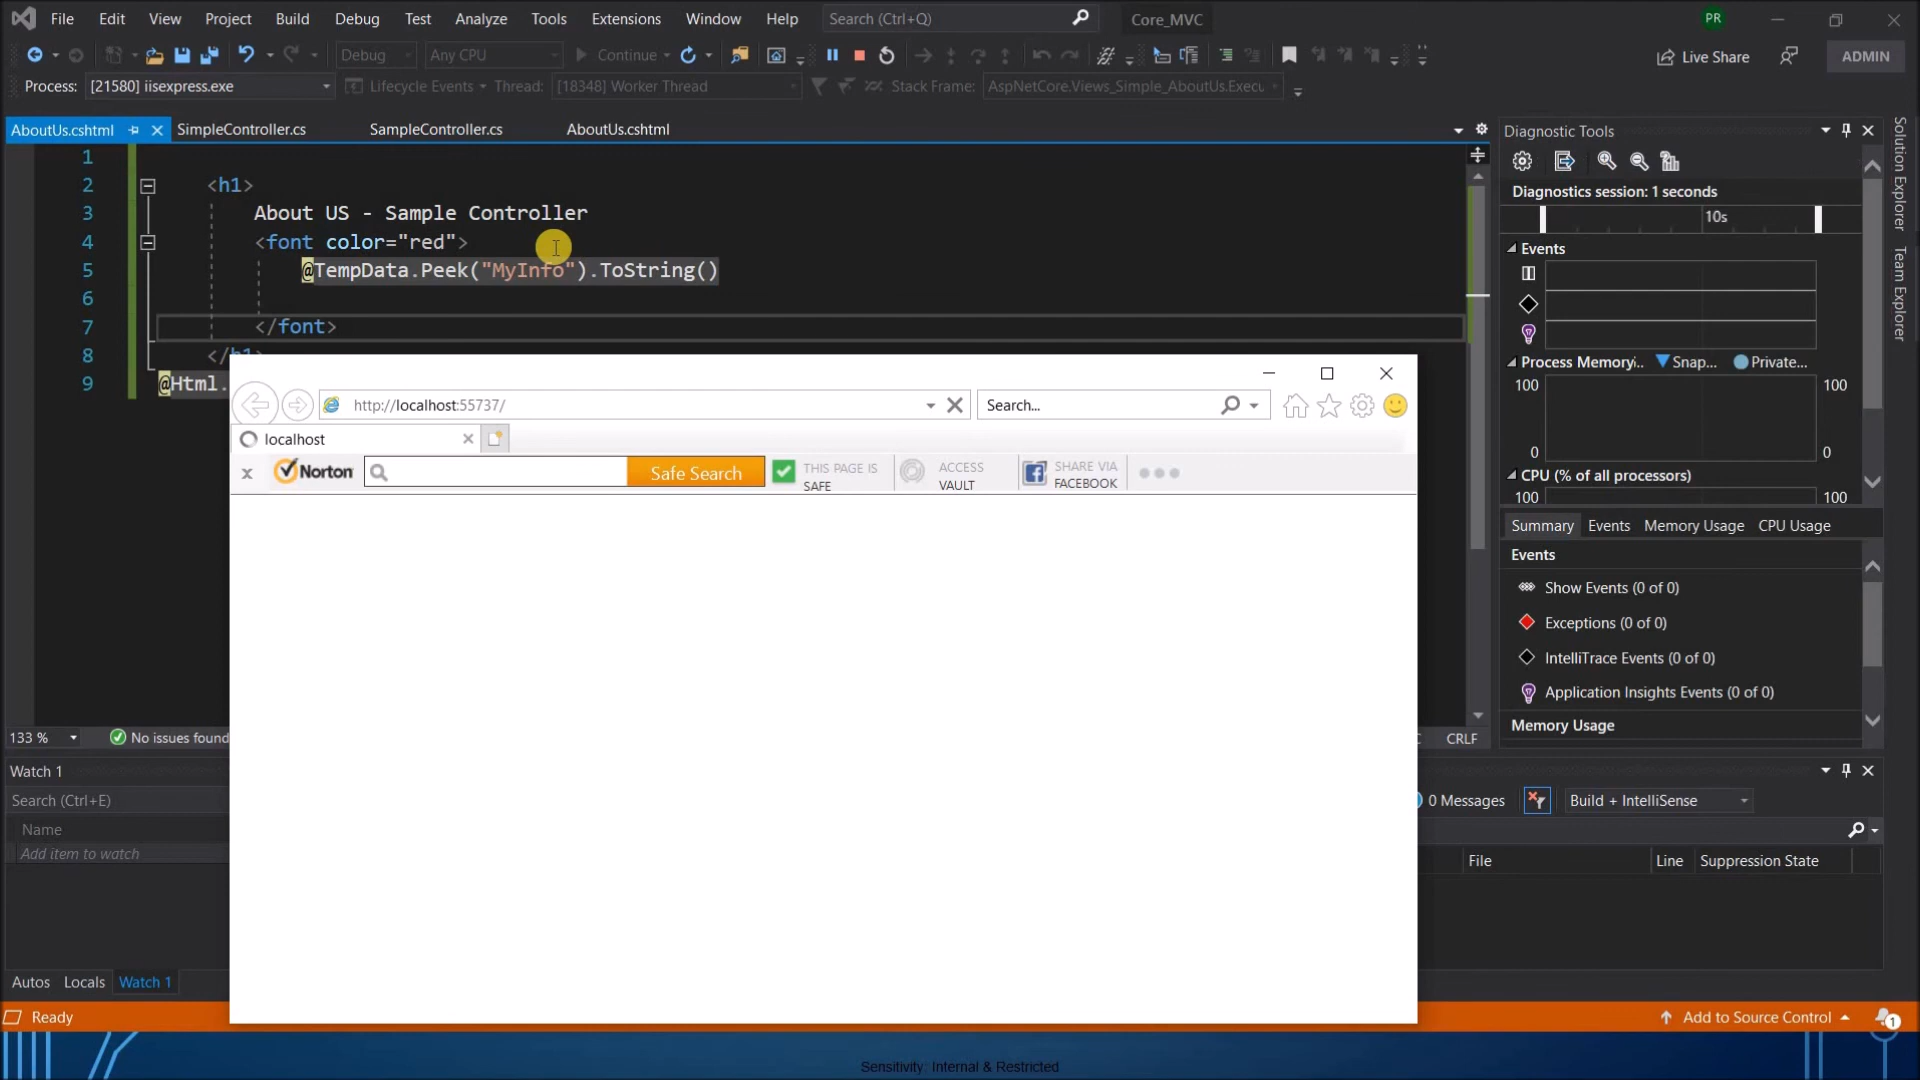 File Edit View Project Build Debug Test Analyze Tools Extensions Window Help Search (Ctrl+Q) Core_MVC PR
Debug Any CPU Continue Live Share ADMIN
Process: [21580] iisexpress.exe Lifecycle Events Thread: [18348] Worker Thread Stack Frame: AspNetCore.Views_Simple_AboutUs.Execu
AboutUs.cshtml SimpleController.cs SampleController.cs AboutUs.cshtml
1
2 <h1>
3 About US - Sample Controller
4 <font color="red">
5 @TempData.Peek("MyInfo").ToString()
6
7 </font>
8 </h1>
9 @Html.
133 % No issues found CRLF
Diagnostic Tools
Diagnostics session: 1 seconds
10s
Events
Process Memory.. Snap... Private...
100 100
0 0
CPU (% of all processors)
100 100
Summary Events Memory Usage CPU Usage
Events
Show Events (0 of 0)
Exceptions (0 of 0)
IntelliTrace Events (0 of 0)
Application Insights Events (0 of 0)
Memory Usage
Solution Explorer
Team Explorer
http://localhost:55737/ Search...
localhost
x Norton Safe Search THIS PAGE IS SAFE ACCESS VAULT SHARE VIA FACEBOOK
Watch 1
Search (Ctrl+E)
Name
Add item to watch
0 Messages Build + IntelliSense
File Line Suppression State
Autos Locals Watch 1
Ready Add to Source Control 1
Sensitivity: Internal & Restricted